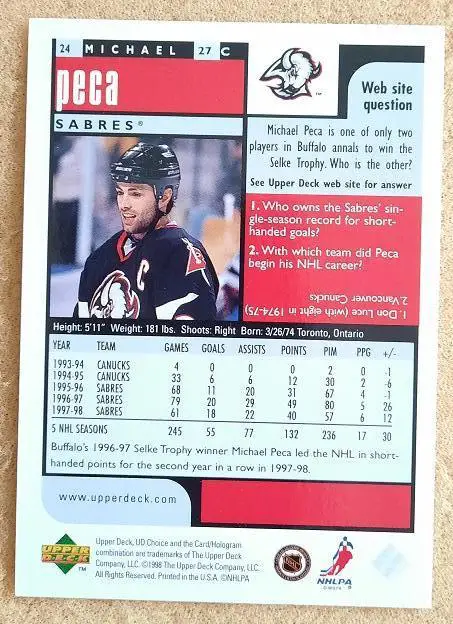 24 MICHAEL 27 C
peca
SABRES®
TM
Web site
question
Michael Peca is one of only two
players in Buffalo annals to win the
Selke Trophy. Who is the other?
See Upper Deck web site for answer
1. Who owns the Sabres' sin-
gle-season record for short-
handed goals?
2. With which team did Peca
begin his NHL career?
1. Don Luce (with eight in 1974-75)
2. Vancouver Canucks
C
Height: 5'11" Weight: 181 lbs. Shoots: Right Born: 3/26/74 Toronto, Ontario
YEAR TEAM GAMES GOALS ASSISTS POINTS PIM PPG +/-
1993-94 CANUCKS 4 0 0 0 2 0 -1
1994-95 CANUCKS 33 6 6 12 30 2 -6
1995-96 SABRES 68 11 20 31 67 4 -1
1996-97 SABRES 79 20 29 49 80 5 26
1997-98 SABRES 61 18 22 40 57 6 12
5 NHL SEASONS 245 55 77 132 236 17 30
Buffalo's 1996-97 Selke Trophy winner Michael Peca led the NHL in short-
handed points for the second year in a row in 1997-98.
www.upperdeck.com
UPPER
DECK
Upper Deck, UD Choice and the Card/Hologram
combination are trademarks of The Upper Deck
Company, LLC. ©1998 The Upper Deck Company, LLC.
All Rights Reserved. Printed in the U.S.A. ©NHLPA
NHL
NHLPA